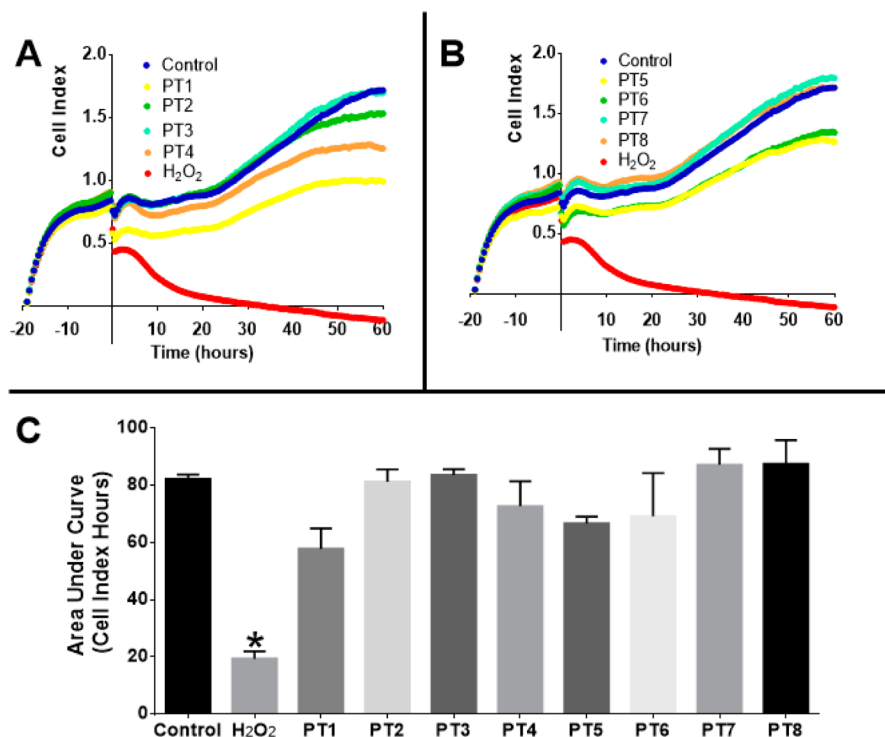 A
Cell Index
2.0
1.5
1.0
0.5
Control
PT1
PT2
PT3
PT4
H₂O₂
-20 -10 10 20 30 40 50 60
Time (hours)
B
Cell Index
2.0
1.5
1.0
0.5
Control
PT5
PT6
PT7
PT8
H₂O₂
-20 -10 10 20 30 40 50 60
Time (hours)
C
Area Under Curve
(Cell Index Hours)
100
80
60
40
20
0
*
Control H₂O₂ PT1 PT2 PT3 PT4 PT5 PT6 PT7 PT8